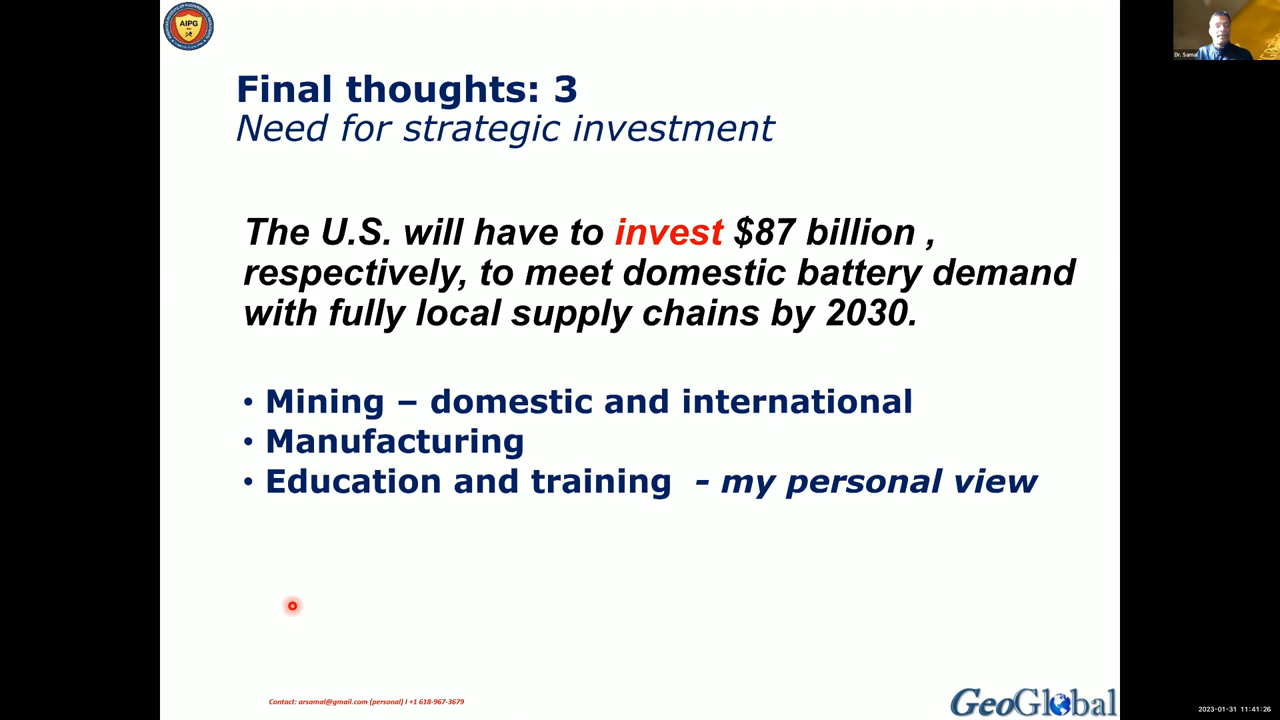 AIPG
Final thoughts: 3
Need for strategic investment
The U.S. will have to invest $87 billion ,
respectively, to meet domestic battery demand
with fully local supply chains by 2030.
• Mining – domestic and international
• Manufacturing
• Education and training - my personal view
Contact: arsamal@gmail.com (personal) I +1 618-967-3679
GeoGlobal
Dr. Samal
2023-01-31 11:41:26